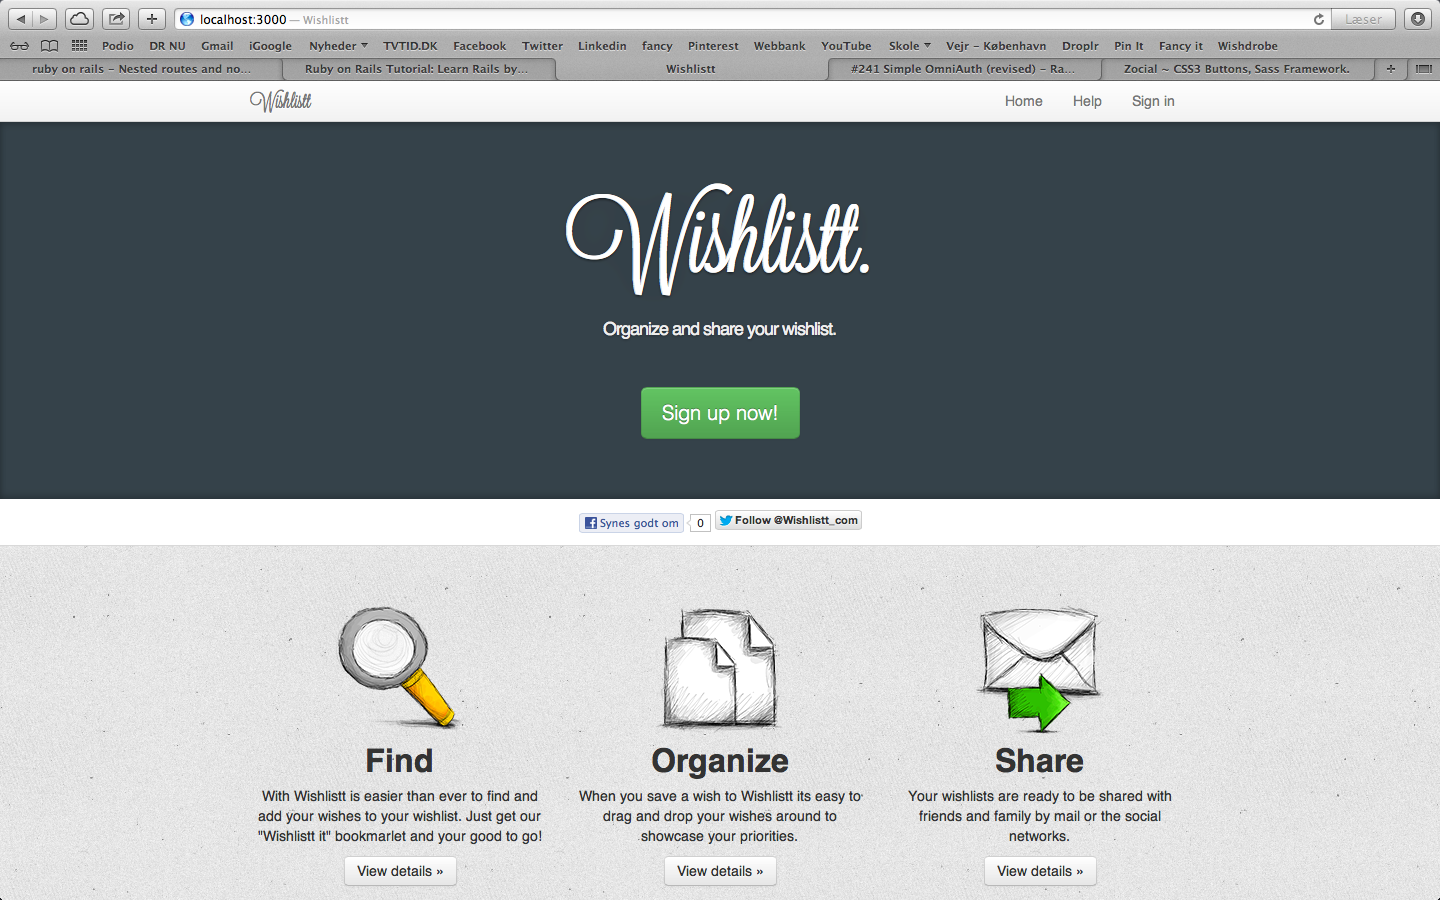 localhost:3000 — Wishlistt
Læser
Podio DR NU Gmail iGoogle Nyheder TVTID.DK Facebook Twitter Linkedin fancy Pinterest Webbank YouTube Skole Vejr – København Droplr Pin It Fancy it Wishdrobe
ruby on rails – Nested routes and no... Ruby on Rails Tutorial: Learn Rails by... Wishlistt #241 Simple OmniAuth (revised) – Ra... Zocial ~ CSS3 Buttons, Sass Framework.
Wishlistt Home Help Sign in
Wishlistt.
Organize and share your wishlist.
Sign up now!
Synes godt om 0 Follow @Wishlistt_com
Find
With Wishlistt is easier than ever to find and
add your wishes to your wishlist. Just get our
"Wishlistt it" bookmarlet and your good to go!
View details »
Organize
When you save a wish to Wishlistt its easy to
drag and drop your wishes around to
showcase your priorities.
View details »
Share
Your wishlists are ready to be shared with
friends and family by mail or the social
networks.
View details »